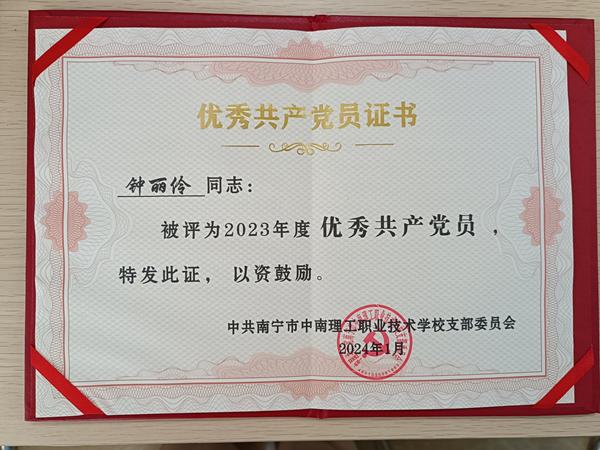 优秀共产党员证书
钟丽伶 同志：
被评为2023年度 优秀共产党员，
特发此证，以资鼓励。
中共南宁市中南理工职业技术学校支部委员会
2024年1月